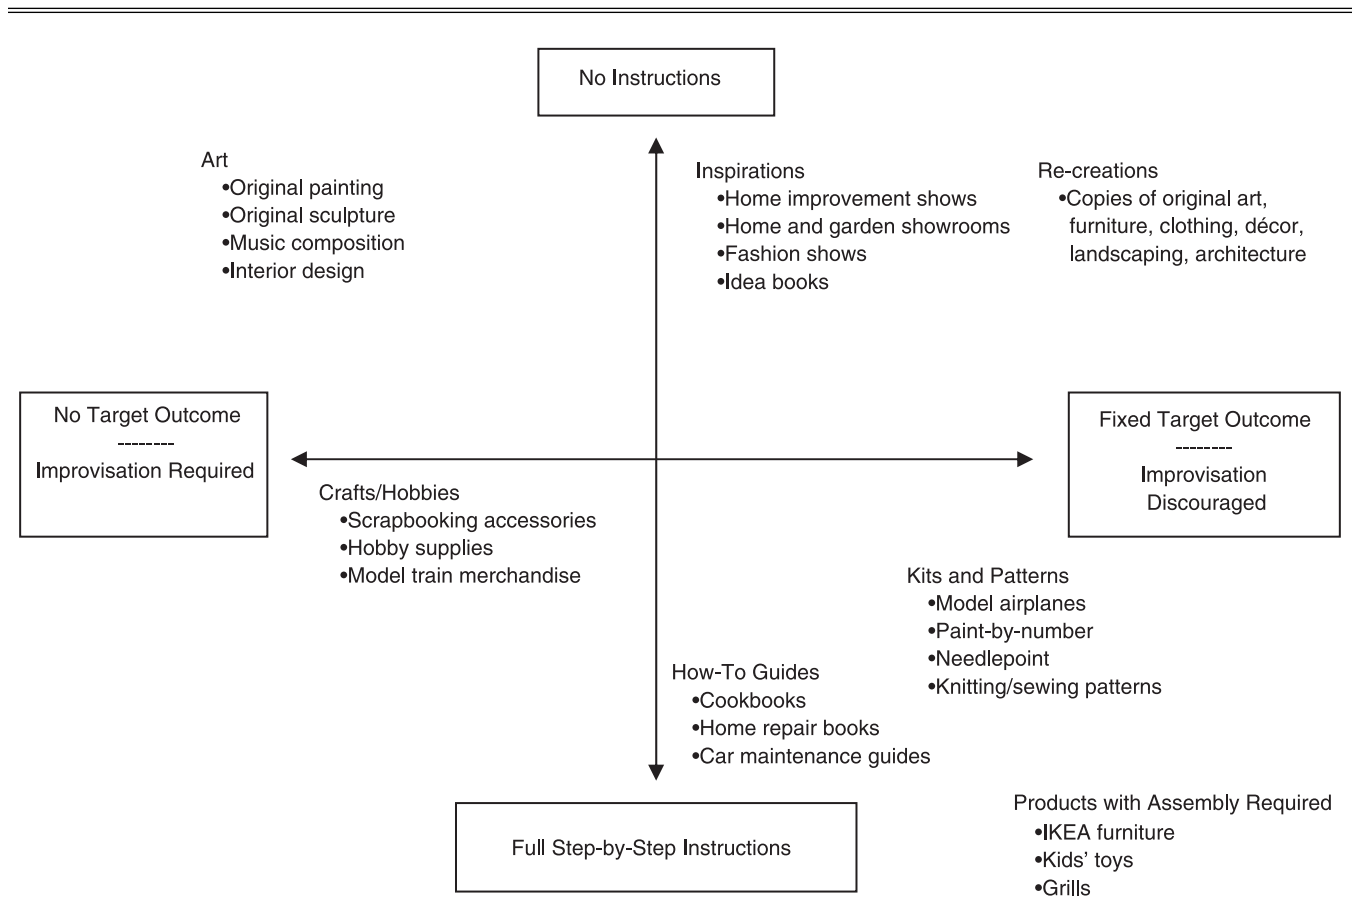 No Instructions
Art
•Original painting
•Original sculpture
•Music composition
•Interior design
Inspirations
•Home improvement shows
•Home and garden showrooms
•Fashion shows
•Idea books
Re-creations
•Copies of original art,
furniture, clothing, décor,
landscaping, architecture
No Target Outcome
--------
Improvisation Required
Fixed Target Outcome
--------
Improvisation
Discouraged
Crafts/Hobbies
•Scrapbooking accessories
•Hobby supplies
•Model train merchandise
Kits and Patterns
•Model airplanes
•Paint-by-number
•Needlepoint
•Knitting/sewing patterns
How-To Guides
•Cookbooks
•Home repair books
•Car maintenance guides
Full Step-by-Step Instructions
Products with Assembly Required
•IKEA furniture
•Kids’ toys
•Grills